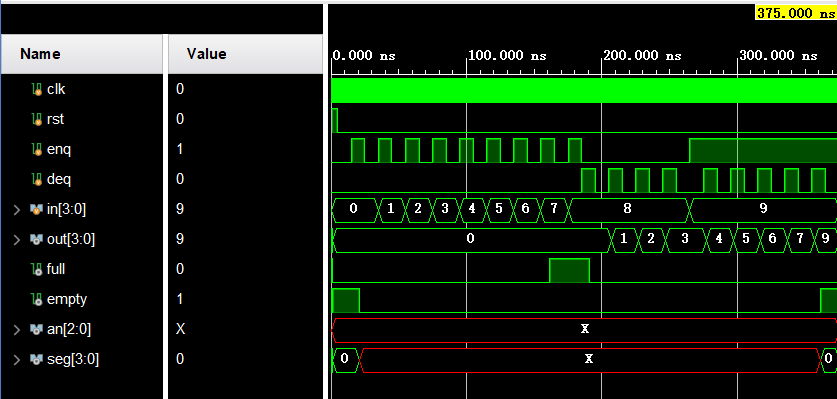 375.000 ns
Name Value 0.000 ns 100.000 ns 200.000 ns 300.000 ns
clk 0
rst 0
enq 1
deq 0
in[3:0] 9 0 1 2 3 4 5 6 7 8 9
out[3:0] 9 0 1 2 3 4 5 6 7 9
full 0
empty 1
an[2:0] X X
seg[3:0] 0 0 X 0